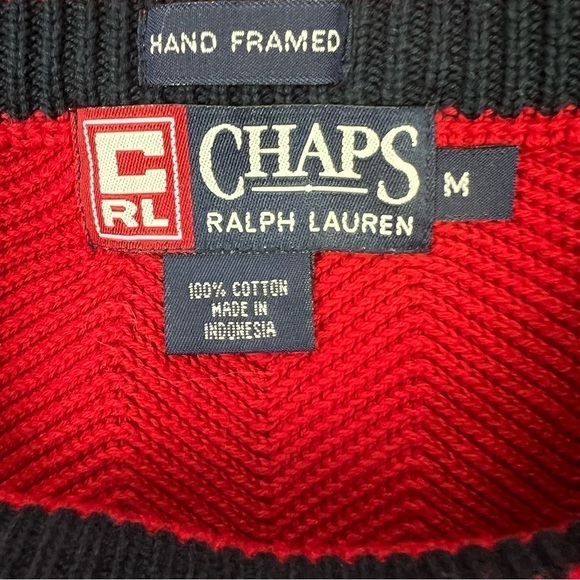 HAND FRAMED
C
RL
CHAPS
RALPH LAUREN
M
100% COTTON
MADE IN
INDONESIA